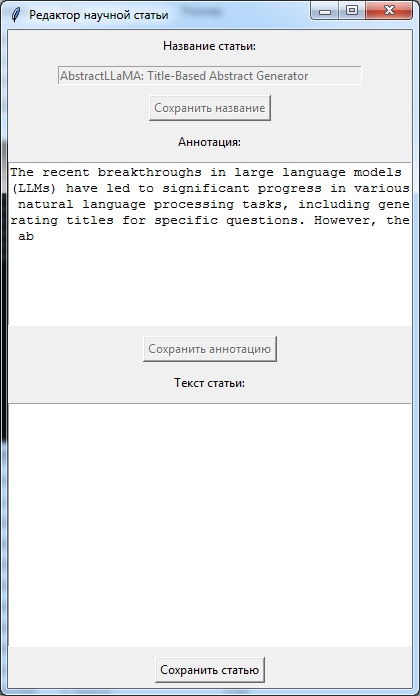 Редактор научной статьи
Название статьи:
AbstractLLaMA: Title-Based Abstract Generator
Сохранить название
Аннотация:
The recent breakthroughs in large language models
(LLMs) have led to significant progress in various
natural language processing tasks, including gene
rating titles for specific questions. However, the
ab
Сохранить аннотацию
Текст статьи:
Сохранить статью